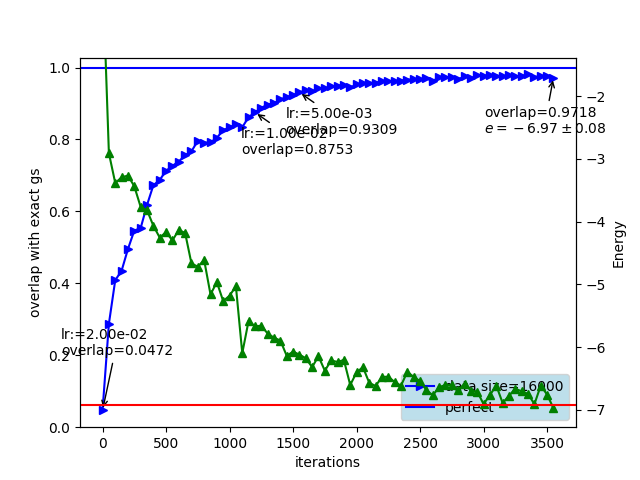 1.0
0.8
0.6
0.4
0.2
0.0
overlap with exact gs
0
500
1000
1500
2000
2500
3000
3500
iterations
−2
−3
−4
−5
−6
−7
Energy
lr:=2.00e-02
overlap=0.0472
lr:=1.00e-02
overlap=0.8753
lr:=5.00e-03
overlap=0.9309
overlap=0.9718
e = −6.97 ± 0.08
data size=16000
perfect